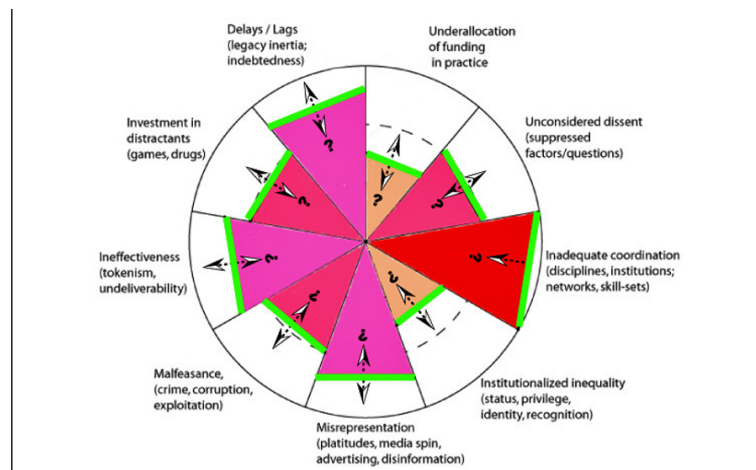 Delays / Lags
(legacy inertia;
indebtedness)
Underallocation
of funding
in practice
Investment in
distractants
(games, drugs)
Unconsidered dissent
(suppressed
factors/questions)
?
?
?
?
Ineffectiveness
(tokenism,
undeliverability)
?
?
Inadequate coordination
(disciplines, institutions;
networks, skill-sets)
?
?
?
Malfeasance,
(crime, corruption,
exploitation)
Institutionalized inequality
(status, privilege,
identity, recognition)
Misrepresentation
(platitudes, media spin,
advertising, disinformation)